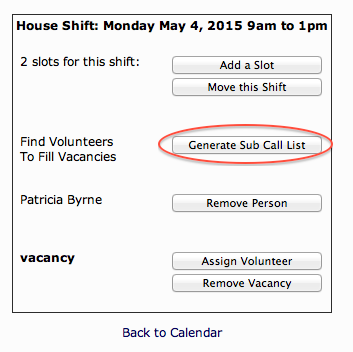 House Shift: Monday May 4, 2015 9am to 1pm
2 slots for this shift:
Add a Slot
Move this Shift
Find Volunteers
To Fill Vacancies
Generate Sub Call List
Patricia Byrne
Remove Person
vacancy
Assign Volunteer
Remove Vacancy
Back to Calendar